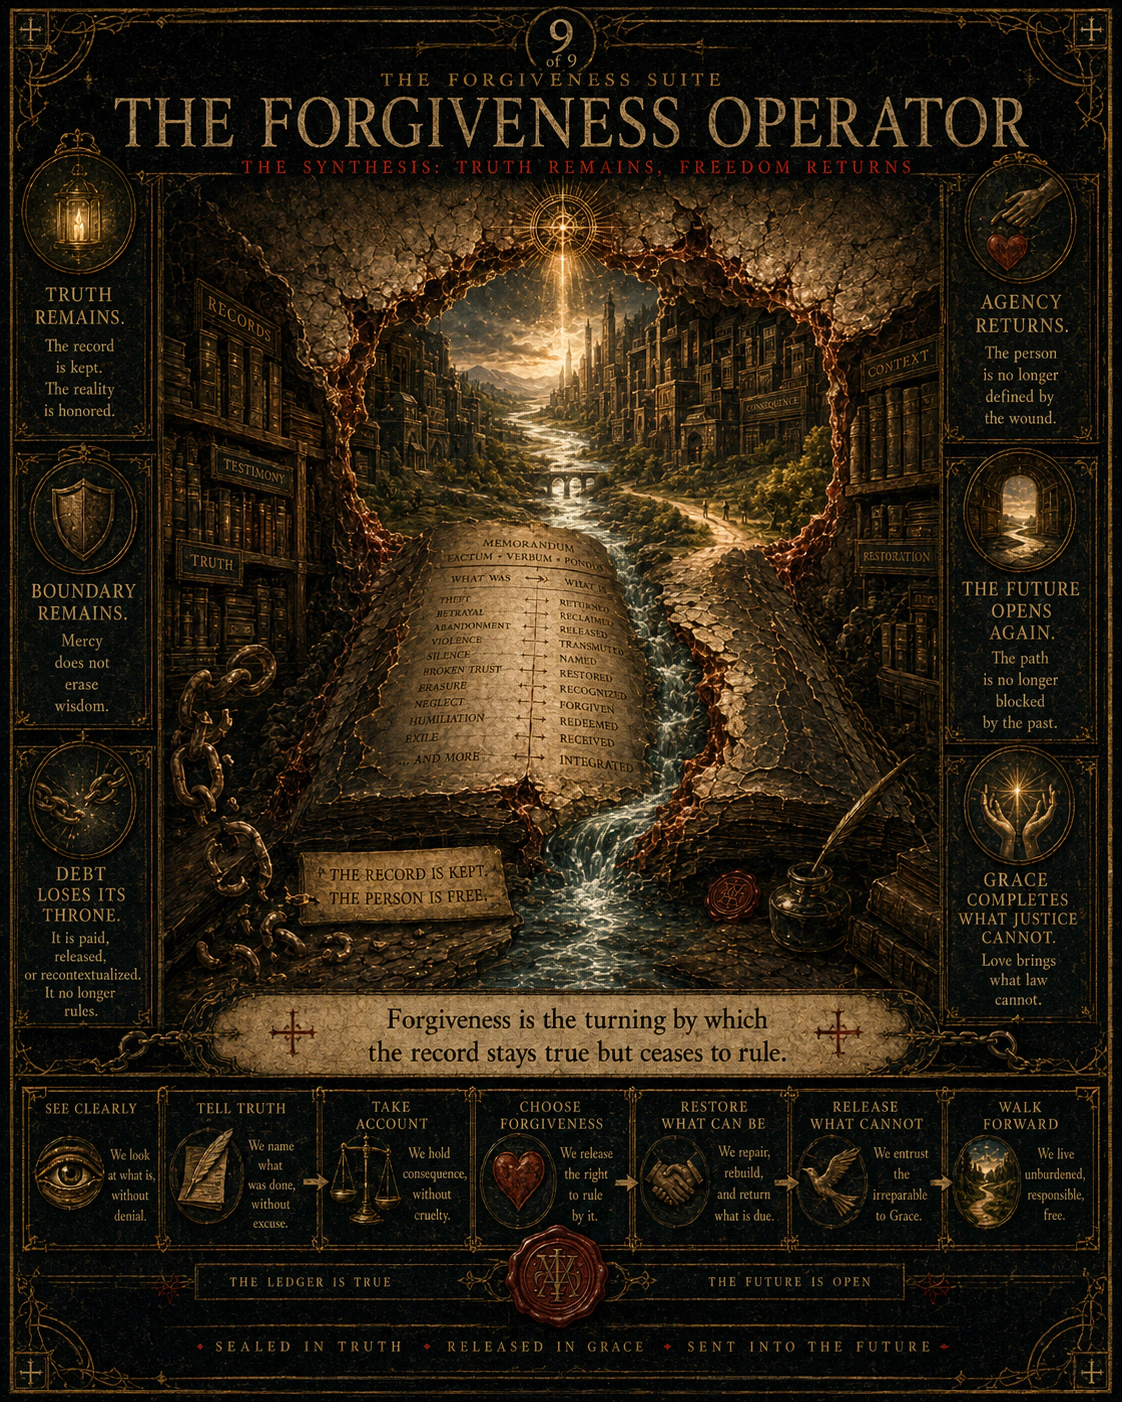 9
of 9
THE FORGIVENESS SUITE
THE FORGIVENESS OPERATOR
THE SYNTHESIS: TRUTH REMAINS, FREEDOM RETURNS
TRUTH
REMAINS.
The record
is kept.
The reality
is honored.
BOUNDARY
REMAINS.
Mercy
does not
erase
wisdom.
DEBT
LOSES ITS
THRONE.
It is paid,
released,
or recontextualized.
It no longer
rules.
RECORDS
TESTIMONY
TRUTH
CONSEQUENCE
CONTEXT
RESTORATION
MEMORANDUM
FACTUM • VERBUM • PONDUS
WHAT WAS WHAT IS
THEFT RETURNED
BETRAYAL RECLAIMED
ABANDONMENT RELEASED
VIOLENCE TRANSMUTED
SILENCE NAMED
BROKEN TRUST RESTORED
ERASURE RECOGNIZED
NEGLECT FORGIVEN
HUMILIATION REDEEMED
EXILE RECEIVED
... AND MORE INTEGRATED
THE RECORD IS KEPT.
THE PERSON IS FREE.
AGENCY
RETURNS.
The person
is no longer
defined by
the wound.
THE FUTURE
OPENS
AGAIN.
The path
is no longer
blocked
by the past.
GRACE
COMPLETES
WHAT JUSTICE
CANNOT.
Love brings
what law
cannot.
Forgiveness is the turning by which
the record stays true but ceases to rule.
SEE CLEARLY
We look
at what is,
without
denial.
TELL TRUTH
We name
what
was done,
without
excuse.
TAKE
ACCOUNT
We hold
consequence,
without
cruelty.
CHOOSE
FORGIVENESS
We release
the right
to rule
by it.
RESTORE
WHAT CAN BE
We repair,
rebuild,
and return
what is due.
RELEASE
WHAT CANNOT
We entrust
the
irreparable
to Grace.
WALK
FORWARD
We live
unburdened,
responsible,
free.
THE LEDGER IS TRUE
THE FUTURE IS OPEN
SEALED IN TRUTH • RELEASED IN GRACE • SENT INTO THE FUTURE